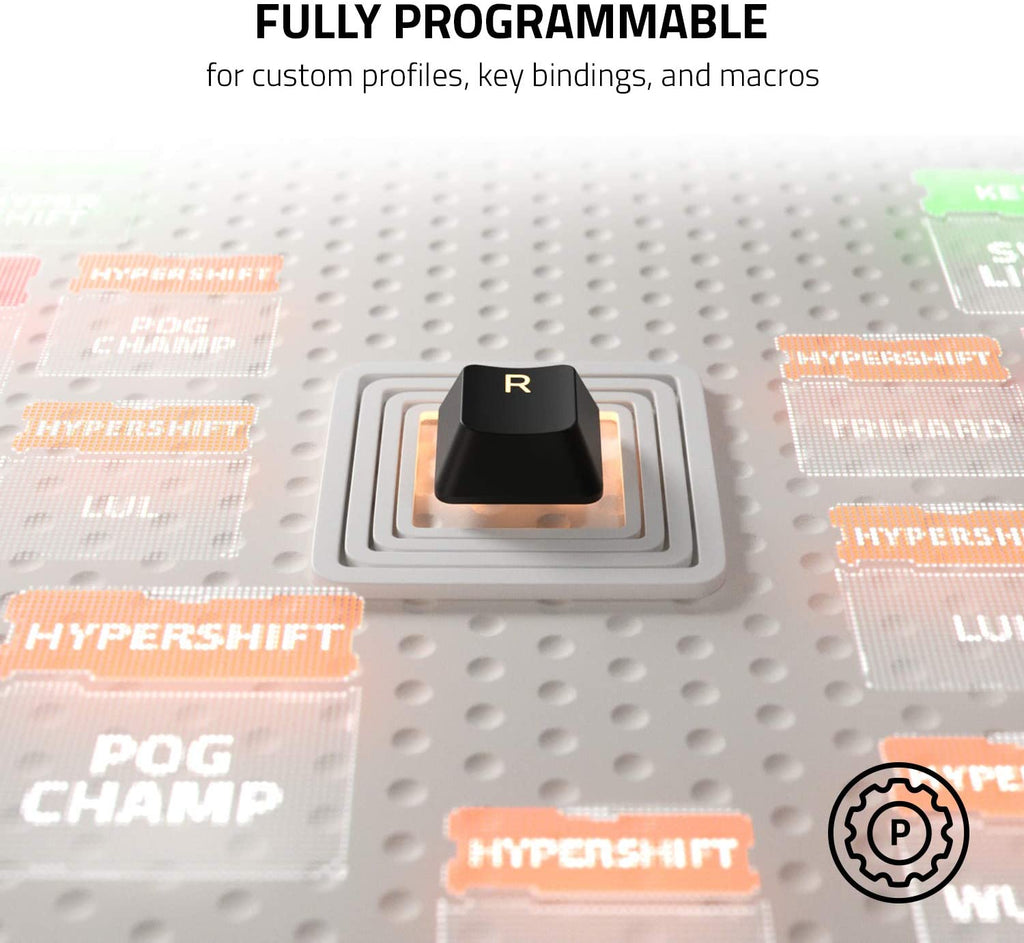 FULLY PROGRAMMABLE
for custom profiles, key bindings, and macros
HYPERSHIFT
POG
CHAMP
HYPERSHIFT
LUL
HYPERSHIFT
POG
CHAMP
R
HYPERSHIFT
TRIHARD
HYPERSHIFT
P